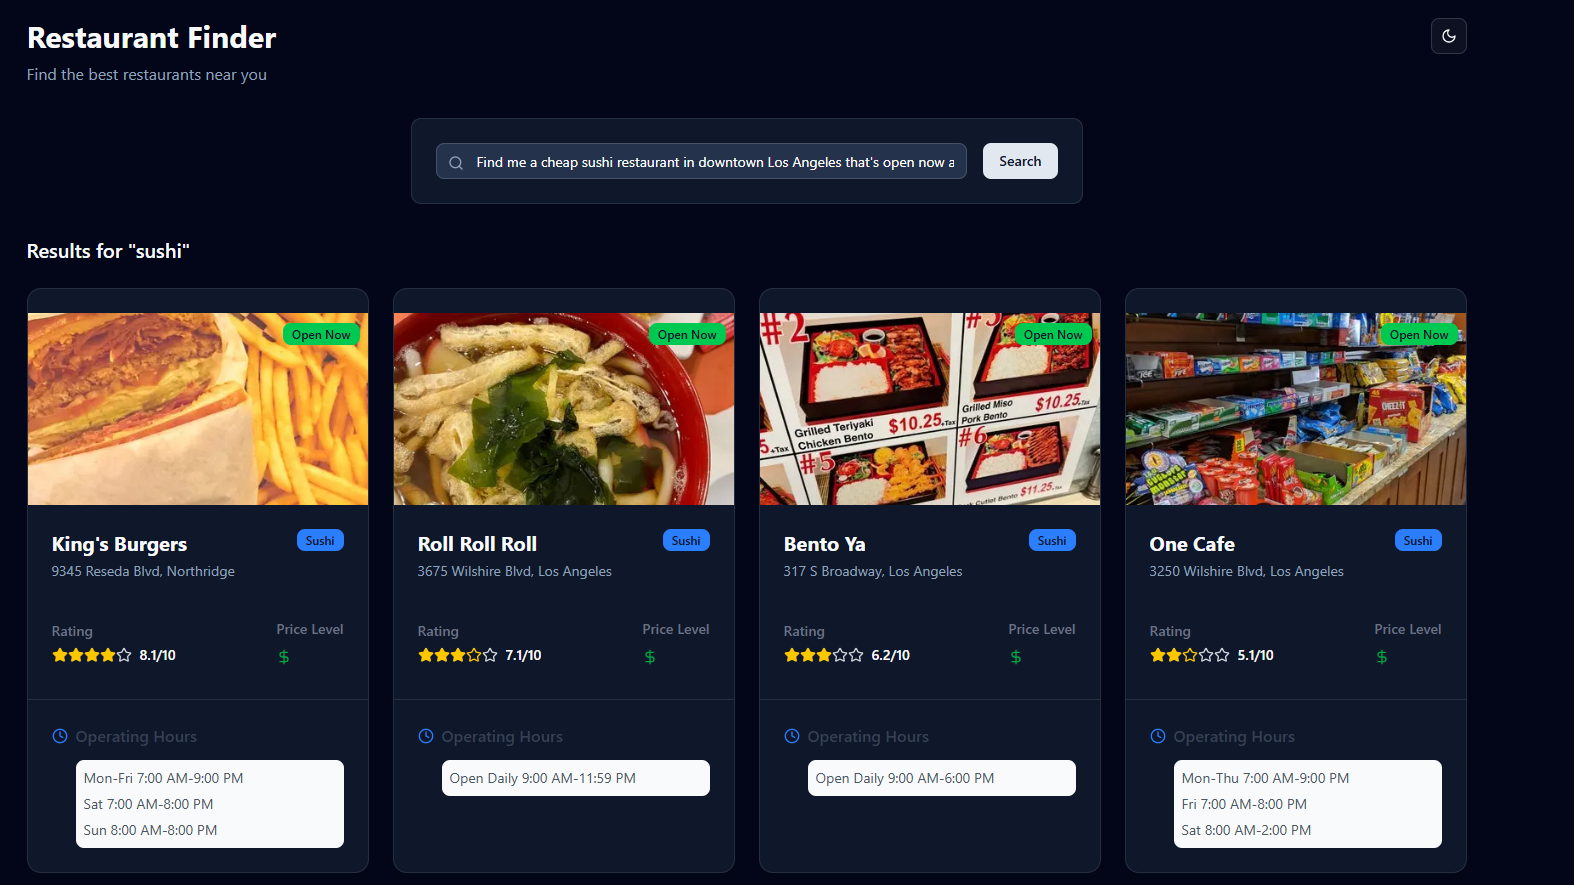 Restaurant Finder
Find the best restaurants near you
Find me a cheap sushi restaurant in downtown Los Angeles that's open now a
Search
Results for "sushi"
Open Now
King's Burgers
Sushi
9345 Reseda Blvd, Northridge
Rating
Price Level
8.1/10
$
Operating Hours
Mon-Fri 7:00 AM-9:00 PM
Sat 7:00 AM-8:00 PM
Sun 8:00 AM-8:00 PM
Open Now
Roll Roll Roll
Sushi
3675 Wilshire Blvd, Los Angeles
Rating
Price Level
7.1/10
$
Operating Hours
Open Daily 9:00 AM-11:59 PM
#2
#3
Open Now
Grilled Teriyaki
Chicken Bento
$10.25+Tax
Grilled Miso
Pork Bento
$10.25+Tax
5+Tax
#5
#6
Cutlet Bento $11.25+Tax
Bento Ya
Sushi
317 S Broadway, Los Angeles
Rating
Price Level
6.2/10
$
Operating Hours
Open Daily 9:00 AM-6:00 PM
Open Now
ICE
CHEEZ-IT
One Cafe
Sushi
3250 Wilshire Blvd, Los Angeles
Rating
Price Level
5.1/10
$
Operating Hours
Mon-Thu 7:00 AM-9:00 PM
Fri 7:00 AM-8:00 PM
Sat 8:00 AM-2:00 PM